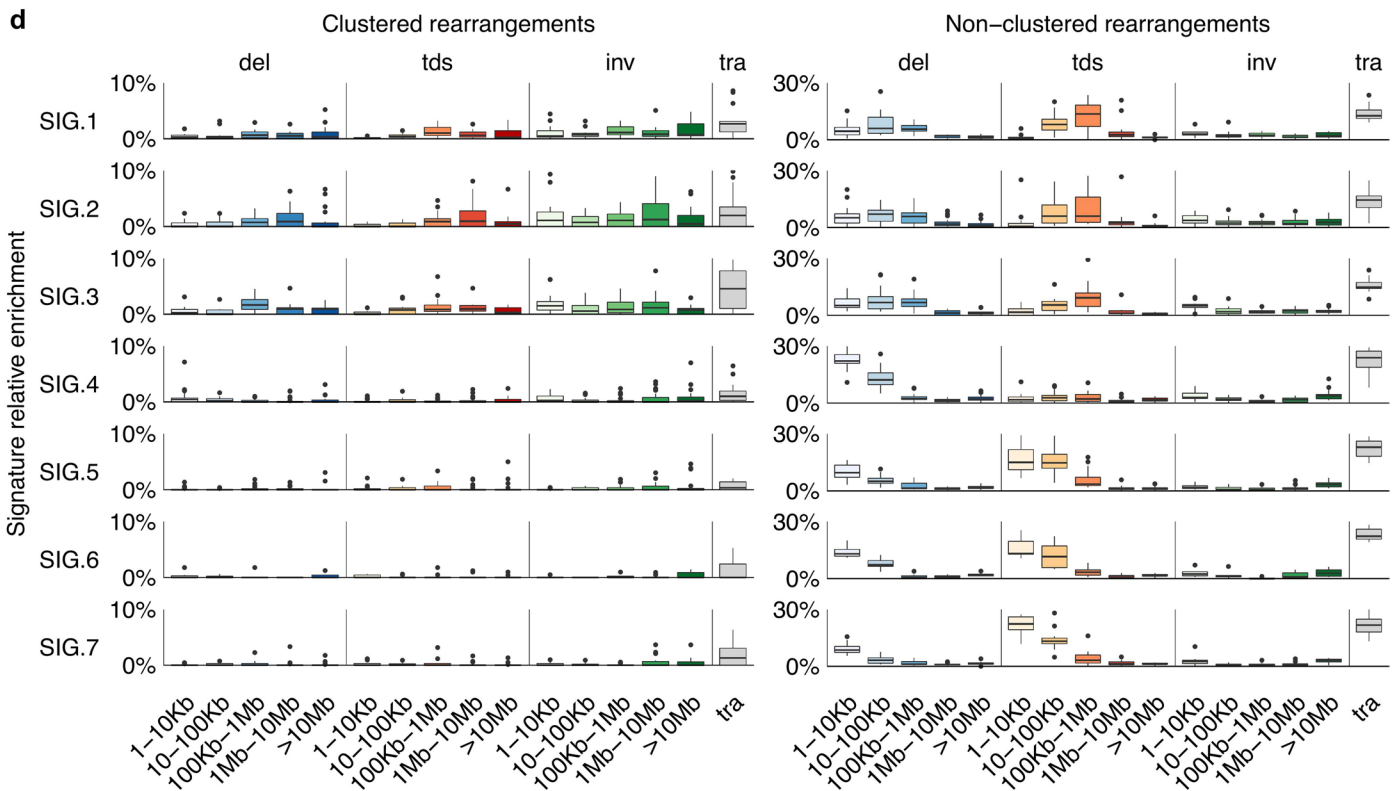 d
Clustered rearrangements
Non−clustered rearrangements
del tds inv tra
del tds inv tra
Signature relative enrichment
SIG.1 10% 0% 30% 0%
SIG.2 10% 0% 30% 0%
SIG.3 10% 0% 30% 0%
SIG.4 10% 0% 30% 0%
SIG.5 10% 0% 30% 0%
SIG.6 10% 0% 30% 0%
SIG.7 10% 0% 30% 0%
1−10Kb
10−100Kb
100Kb−1Mb
1Mb−10Mb
>10Mb
1−10Kb
10−100Kb
100Kb−1Mb
1Mb−10Mb
>10Mb
1−10Kb
10−100Kb
100Kb−1Mb
1Mb−10Mb
>10Mb
tra
1−10Kb
10−100Kb
100Kb−1Mb
1Mb−10Mb
>10Mb
1−10Kb
10−100Kb
100Kb−1Mb
1Mb−10Mb
>10Mb
1−10Kb
10−100Kb
100Kb−1Mb
1Mb−10Mb
>10Mb
tra